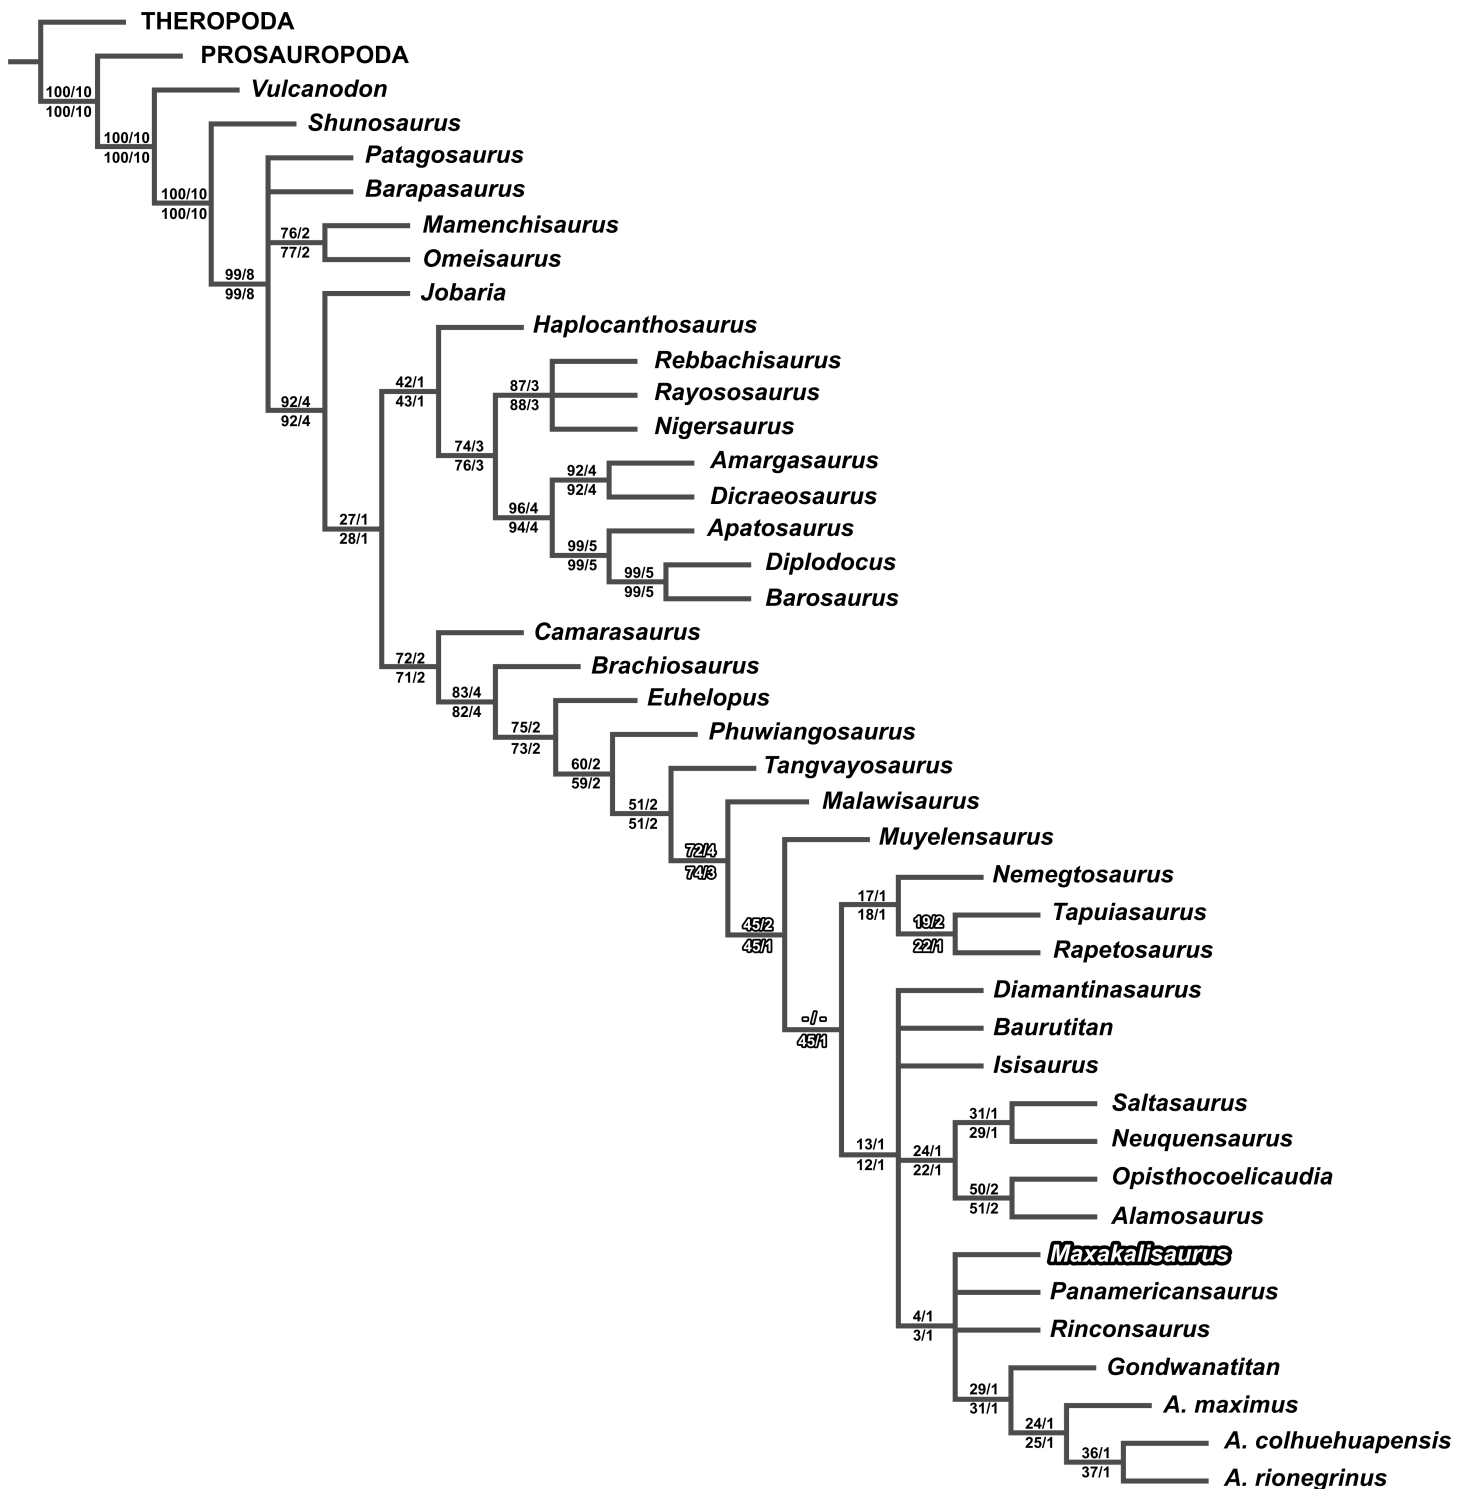 THEROPODA
PROSAUROPODA
Vulcanodon
100/10
100/10
Shunosaurus
100/10
100/10
Patagosaurus
Barapasaurus
100/10
100/10
Mamenchisaurus
76/2
77/2
Omeisaurus
99/8
99/8
Jobaria
Haplocanthosaurus
Rebbachisaurus
42/1
43/1
87/3
88/3
Rayososaurus
92/4
92/4
Nigersaurus
74/3
76/3
Amargasaurus
92/4
92/4
Dicraeosaurus
96/4
94/4
27/1
28/1
Apatosaurus
99/5
99/5
Diplodocus
99/5
99/5
Barosaurus
Camarasaurus
72/2
71/2
Brachiosaurus
83/4
82/4
Euhelopus
75/2
73/2
Phuwiangosaurus
60/2
59/2
Tangvayosaurus
51/2
51/2
Malawisaurus
Muyelensaurus
72/4
74/3
Nemegtosaurus
17/1
18/1
Tapuiasaurus
45/2
45/1
19/2
22/1
Rapetosaurus
Diamantinasaurus
-/-
45/1
Baurutitan
Isisaurus
Saltasaurus
31/1
29/1
Neuquensaurus
13/1
12/1
24/1
22/1
Opisthocoelicaudia
50/2
51/2
Alamosaurus
Maxakalisaurus
Panamericansaurus
4/1
3/1
Rinconsaurus
Gondwanatitan
29/1
31/1
A. maximus
24/1
25/1
A. colhuehuapensis
36/1
37/1
A. rionegrinus